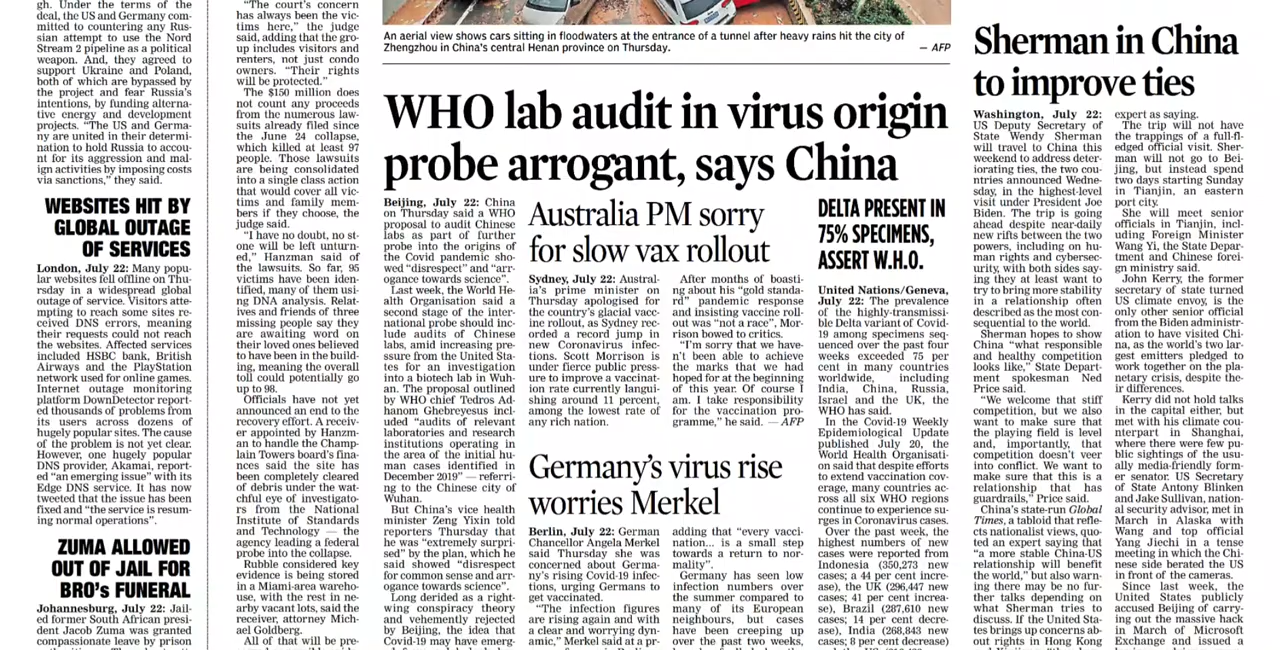 gh. Under the terms of the
deal, the US and Germany com-
mitted to countering any Rus-
sian attempt to use the Nord
Stream 2 pipeline as a political
weapon. And, they agreed to
support Ukraine and Poland,
both of which are bypassed by
the project and fear Russia's
intentions, by funding alterna-
tive energy and development
projects. "The US and Germa-
ny are united in their determi-
nation to hold Russia to accou-
nt for its aggression and mal-
ign activities by imposing costs
via sanctions," they said.
WEBSITES HIT BY
GLOBAL OUTAGE
OF SERVICES
London, July 22: Many popu-
lar websites fell offline on Thu-
rsday in a widespread global
outage of service. Visitors atte-
mpting to reach some sites re-
ceived DNS errors, meaning
their requests could not reach
the websites. Affected services
included HSBC bank, British
Airways and the PlayStation
network used for online games.
Internet outage monitoring
platform DownDetector report-
ed thousands of problems from
its users across dozens of
hugely popular sites. The cause
of the problem is not yet clear.
However, one hugely popular
DNS provider, Akamai, report-
ed "an emerging issue" with its
Edge DNS service. It has now
tweeted that the issue has been
fixed and "the service is resum-
ing normal operations".
ZUMA ALLOWED
OUT OF JAIL FOR
BRO's FUNERAL
Johannesburg, July 22: Jail-
ed former South African presi-
dent Jacob Zuma was granted
compassionate leave by prison
"The court's concern
has always been the vic-
tims here," the judge
said, adding that the gro-
up includes visitors and
renters, not just condo
owners. "Their rights
will be protected."
The $150 million does
not count any proceeds
from the numerous law-
suits already filed since
the June 24 collapse,
which killed at least 97
people. Those lawsuits
are being consolidated
into a single class action
that would cover all vic-
tims and family mem-
bers if they choose, the
judge said.
"I have no doubt, no st-
one will be left unturn-
ed," Hanzman said of
the lawsuits. So far, 95
victims have been iden-
tified, many of them usi-
ng DNA analysis. Relat-
ives and friends of three
missing people say they
are awaiting word on
their loved ones believed
to have been in the build-
ing, meaning the overall
toll could potentially go
up to 98.
Officials have not yet
announced an end to the
recovery effort. A receiv-
er appointed by Hanzm-
an to handle the Champ-
lain Towers board's fina-
nces said the site has
been completely cleared
of debris under the wat-
chful eye of investigato-
rs from the National
Institute of Standards
and Technology — the
agency leading a federal
probe into the collapse.
Rubble considered key
evidence is being stored
in a Miami-area wareho-
use, with the rest in ne-
arby vacant lots, said the
receiver, attorney Mich-
ael Goldberg.
All of that will be pre-
An aerial view shows cars sitting in floodwaters at the entrance of a tunnel after heavy rains hit the city of
Zhengzhou in China's central Henan province on Thursday. — AFP
WHO lab audit in virus origin
probe arrogant, says China
Beijing, July 22: China
on Thursday said a WHO
proposal to audit Chinese
labs as part of further
probe into the origins of
the Covid pandemic sho-
wed "disrespect" and "arr-
ogance towards science".
Last week, the World He-
alth Organisation said a
second stage of the inter-
national probe should inc-
lude audits of Chinese
labs, amid increasing pre-
ssure from the United Sta-
tes for an investigation
into a biotech lab in Wuh-
an. The proposal outlined
by WHO chief Tedros Ad-
hanom Ghebreyesus incl-
uded "audits of relevant
laboratories and research
institutions operating in
the area of the initial hu-
man cases identified in
December 2019" — referri-
ng to the Chinese city of
Wuhan.
But China's vice health
minister Zeng Yixin told
reporters Thursday that
he was "extremely surpri-
sed" by the plan, which he
said showed "disrespect
for common sense and arr-
ogance towards science".
Long derided as a right-
wing conspiracy theory
and vehemently rejected
by Beijing, the idea that
Covid-19 may have emerg-
Australia PM sorry
for slow vax rollout
Sydney, July 22: Austral-
ia's prime minister on
Thursday apologised for
the country's glacial vacc-
ine rollout, as Sydney rec-
orded a record jump in
new Coronavirus infec-
tions. Scott Morrison is
under fierce public press-
ure to improve a vaccinat-
ion rate currently langui-
shing around 11 percent,
among the lowest rate of
any rich nation.
After months of boasti-
ng about his "gold standa-
rd" pandemic response
and insisting vaccine roll-
out was "not a race", Mor-
rison bowed to critics.
"I'm sorry that we hav-
n't been able to achieve
the marks that we had
hoped for at the beginning
of this year. Of course I
am. I take responsibility
for the vaccination pro-
gramme," he said. — AFP
Germany's virus rise
worries Merkel
Berlin, July 22: German
Chancellor Angela Merkel
said Thursday she was
concerned about Germa-
ny's rising Covid-19 infec-
tions, urging Germans to
get vaccinated.
"The infection figures
are rising again and with
a clear and worrying dyn-
amic," Merkel said at a pr-
adding that "every vacci-
nation... is a small step
towards a return to nor-
mality".
Germany has seen low
infection numbers over
the summer compared to
many of its European
neighbours, but cases
have been creeping up
over the past two weeks,
DELTA PRESENT IN
75% SPECIMENS,
ASSERT W.H.O.
United Nations/Geneva,
July 22: The prevalence
of the highly-transmissi-
ble Delta variant of Covid-
19 among specimens seq-
uenced over the past four
weeks exceeded 75 per
cent in many countries
worldwide, including
India, China, Russia,
Israel and the UK, the
WHO has said.
In the Covid-19 Weekly
Epidemiological Update
published July 20, the
World Health Organisati-
on said that despite efforts
to extend vaccination cov-
erage, many countries ac-
ross all six WHO regions
continue to experience su-
rges in Coronavirus cases.
Over the past week, the
highest numbers of new
cases were reported from
Indonesia (350,273 new
cases; a 44 per cent incre-
ase), the UK (296,447 new
cases; 41 per cent increa-
se), Brazil (287,610 new
cases; 14 per cent decre-
ase), India (268,843 new
cases; 8 per cent decrease)
Sherman in China
to improve ties
Washington, July 22:
US Deputy Secretary of
State Wendy Sherman
will travel to China this
weekend to address deter-
iorating ties, the two cou-
ntries announced Wedne-
sday, in the highest-level
visit under President Joe
Biden. The trip is going
ahead despite near-daily
new rifts between the two
powers, including on hu-
man rights and cybersec-
urity, with both sides say-
ing they at least want to
try to bring more stability
in a relationship often
described as the most con-
sequential to the world.
Sherman hopes to show
China "what responsible
and healthy competition
looks like," State Depart-
ment spokesman Ned
Price said.
"We welcome that stiff
competition, but we also
want to make sure that
the playing field is level
and, importantly, that
competition doesn't veer
into conflict. We want to
make sure that this is a
relationship that has
guardrails," Price said.
China's state-run Global
Times, a tabloid that refle-
cts nationalist views, quo-
ted an expert saying that
"a more stable China-US
relationship will benefit
the world," but also warn-
ing there may be no fur-
ther talks depending on
what Sherman tries to
discuss. If the United Sta-
tes brings up concerns ab-
out rights in Hong Kong
expert as saying.
The trip will not have
the trappings of a full-fl-
edged official visit. Sher-
man will not go to Bei-
jing, but instead spend
two days starting Sunday
in Tianjin, an eastern
port city.
She will meet senior
officials in Tianjin, incl-
uding Foreign Minister
Wang Yi, the State Depar-
tment and Chinese forei-
gn ministry said.
John Kerry, the former
secretary of state turned
US climate envoy, is the
only other senior official
from the Biden administr-
ation to have visited Chi-
na, as the world's two lar-
gest emitters pledged to
work together on the pla-
netary crisis, despite the-
ir differences.
Kerry did not hold talks
in the capital either, but
met with his climate cou-
nterpart in Shanghai,
where there were few pu-
blic sightings of the usu-
ally media-friendly form-
er senator. US Secretary
of State Antony Blinken
and Jake Sullivan, nation-
al security advisor, met in
March in Alaska with
Wang and top official
Yang Jiechi in a tense
meeting in which the Chi-
nese side berated the US
in front of the cameras.
Since last week, the
United States publicly
accused Beijing of carry-
ing out the massive hack
in March of Microsoft
Exchange and issued a